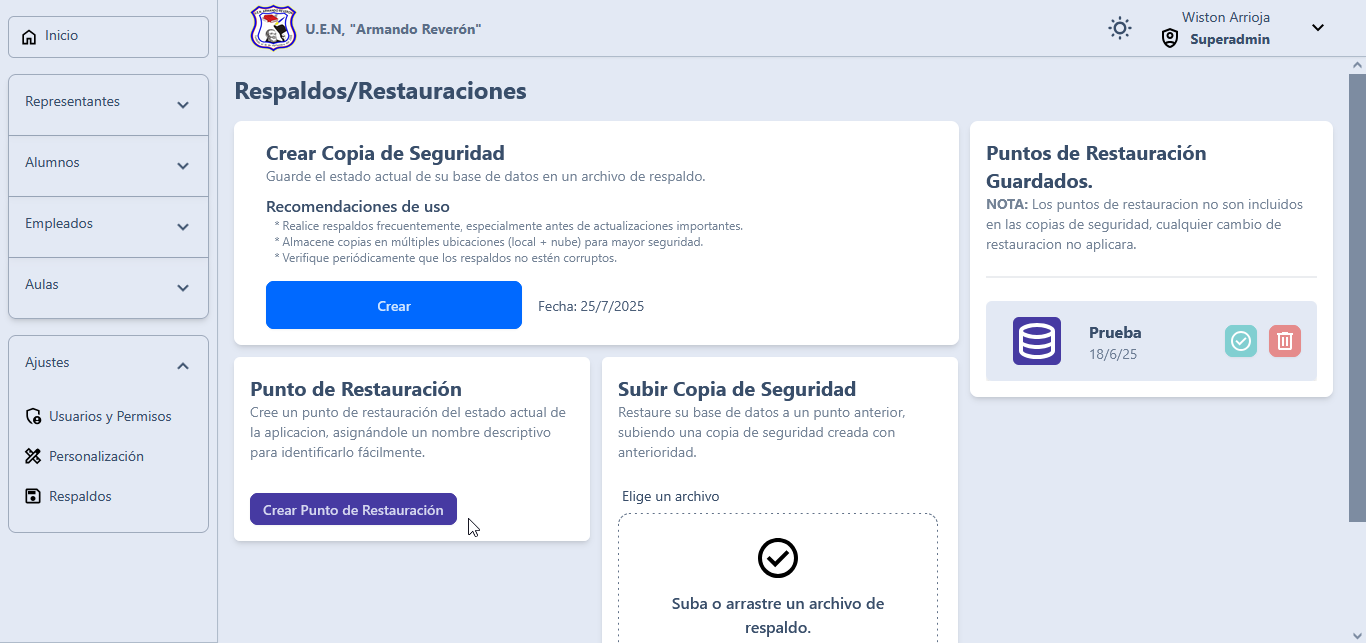 Inicio
Representantes
Alumnos
Empleados
Aulas
Ajustes
Usuarios y Permisos
Personalización
Respaldos
U.E.N, "Armando Reverón"
Wiston Arrioja
Superadmin
Respaldos/Restauraciones
Crear Copia de Seguridad
Guarde el estado actual de su base de datos en un archivo de respaldo.
Recomendaciones de uso
* Realice respaldos frecuentemente, especialmente antes de actualizaciones importantes.
* Almacene copias en múltiples ubicaciones (local + nube) para mayor seguridad.
* Verifique periódicamente que los respaldos no estén corruptos.
Crear
Fecha: 25/7/2025
Punto de Restauración
Cree un punto de restauración del estado actual de
la aplicacion, asignándole un nombre descriptivo
para identificarlo fácilmente.
Crear Punto de Restauración
Subir Copia de Seguridad
Restaure su base de datos a un punto anterior,
subiendo una copia de seguridad creada con
anterioridad.
Elige un archivo
Suba o arrastre un archivo de
respaldo.
Puntos de Restauración
Guardados.
NOTA: Los puntos de restauracion no son incluidos
en las copias de seguridad, cualquier cambio de
restauracion no aplicara.
Prueba
18/6/25